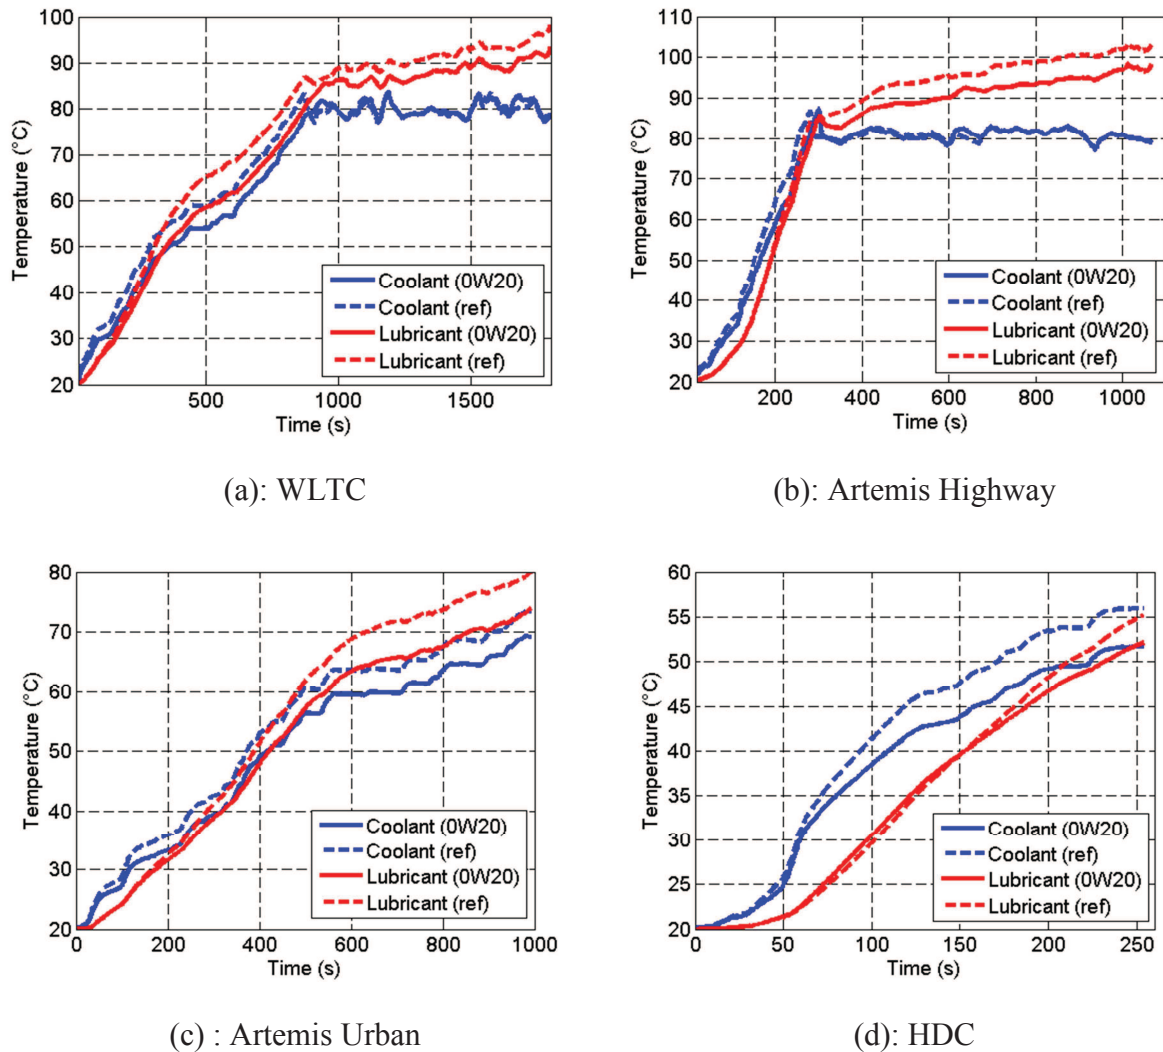 100
90
80
70
60
50
40
30
20
Temperature (°C)
500 1000 1500
Time (s)
Coolant (0W20)
Coolant (ref)
Lubricant (0W20)
Lubricant (ref)
(a): WLTC
110
100
90
80
70
60
50
40
30
20
Temperature (°C)
200 400 600 800 1000
Time (s)
Coolant (0W20)
Coolant (ref)
Lubricant (0W20)
Lubricant (ref)
(b): Artemis Highway
80
70
60
50
40
30
20
Temperature (°C)
0 200 400 600 800 1000
Time (s)
Coolant (0W20)
Coolant (ref)
Lubricant (0W20)
Lubricant (ref)
(c) : Artemis Urban
60
55
50
45
40
35
30
25
20
Temperature (°C)
0 50 100 150 200 250
Time (s)
Coolant (0W20)
Coolant (ref)
Lubricant (0W20)
Lubricant (ref)
(d): HDC